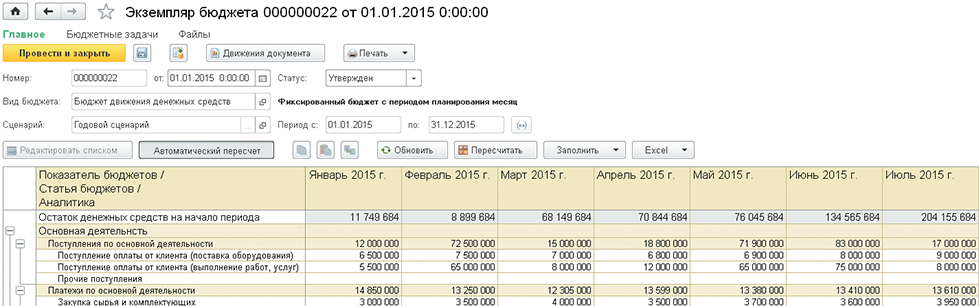 Экземпляр бюджета 000000022 от 01.01.2015 0:00:00
Главное Бюджетные задачи Файлы
Провести и закрыть Движения документа Печать
Номер: 000000022 от: 01.01.2015 0:00:00 Статус: Утвержден
Вид бюджета: Бюджет движения денежных средств Фиксированный бюджет с периодом планирования месяц
Сценарий: Годовой сценарий ... Период с: 01.01.2015 по: 31.12.2015
Редактировать списком Автоматический пересчет Обновить Пересчитать Заполнить Excel
Показатель бюджетов / Январь 2015 г. Февраль 2015 г. Март 2015 г. Апрель 2015 г. Май 2015 г. Июнь 2015 г. Июль 2015 г.
Статья бюджетов /
Аналитика
Остаток денежных средств на начало периода 11 749 684 8 899 684 68 149 684 70 844 684 76 045 684 134 565 684 204 155 684
Основная деятельнсть
Поступления по основной деятельности 12 000 000 72 500 000 15 000 000 18 800 000 71 900 000 83 000 000 17 000 000
Поступление оплаты от клиента (поставка оборудования) 6 500 000 7 500 000 7 000 000 6 800 000 6 900 000 8 000 000 9 000 000
Поступление оплаты от клиента (выполнение работ, услуг) 5 500 000 65 000 000 8 000 000 12 000 000 65 000 000 75 000 000 8 000 000
Прочие поступления
Платежи по основной деятельности 14 850 000 13 250 000 12 305 000 13 599 000 13 380 000 13 410 000 13 610 000
Закупка сырья и комплектующих 3 000 000 3 500 000 4 000 000 3 500 000 3 700 000 3 600 000 3 950 000